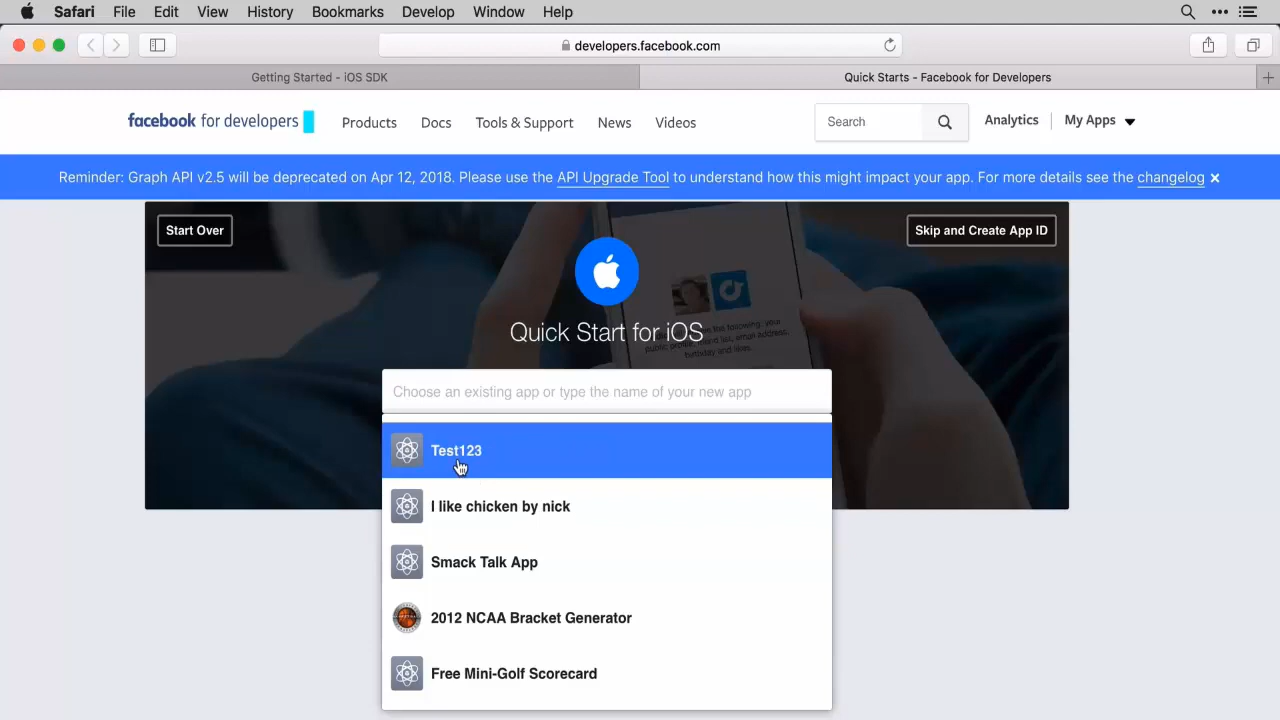 Safari File Edit View History Bookmarks Develop Window Help
developers.facebook.com
Getting Started - iOS SDK
Quick Starts - Facebook for Developers
facebook for developers Products Docs Tools & Support News Videos Search Analytics My Apps
Reminder: Graph API v2.5 will be deprecated on Apr 12, 2018. Please use the API Upgrade Tool to understand how this might impact your app. For more details see the changelog
Start Over
Skip and Create App ID
Quick Start for iOS
Choose an existing app or type the name of your new app
Test123
I like chicken by nick
Smack Talk App
2012 NCAA Bracket Generator
Free Mini-Golf Scorecard